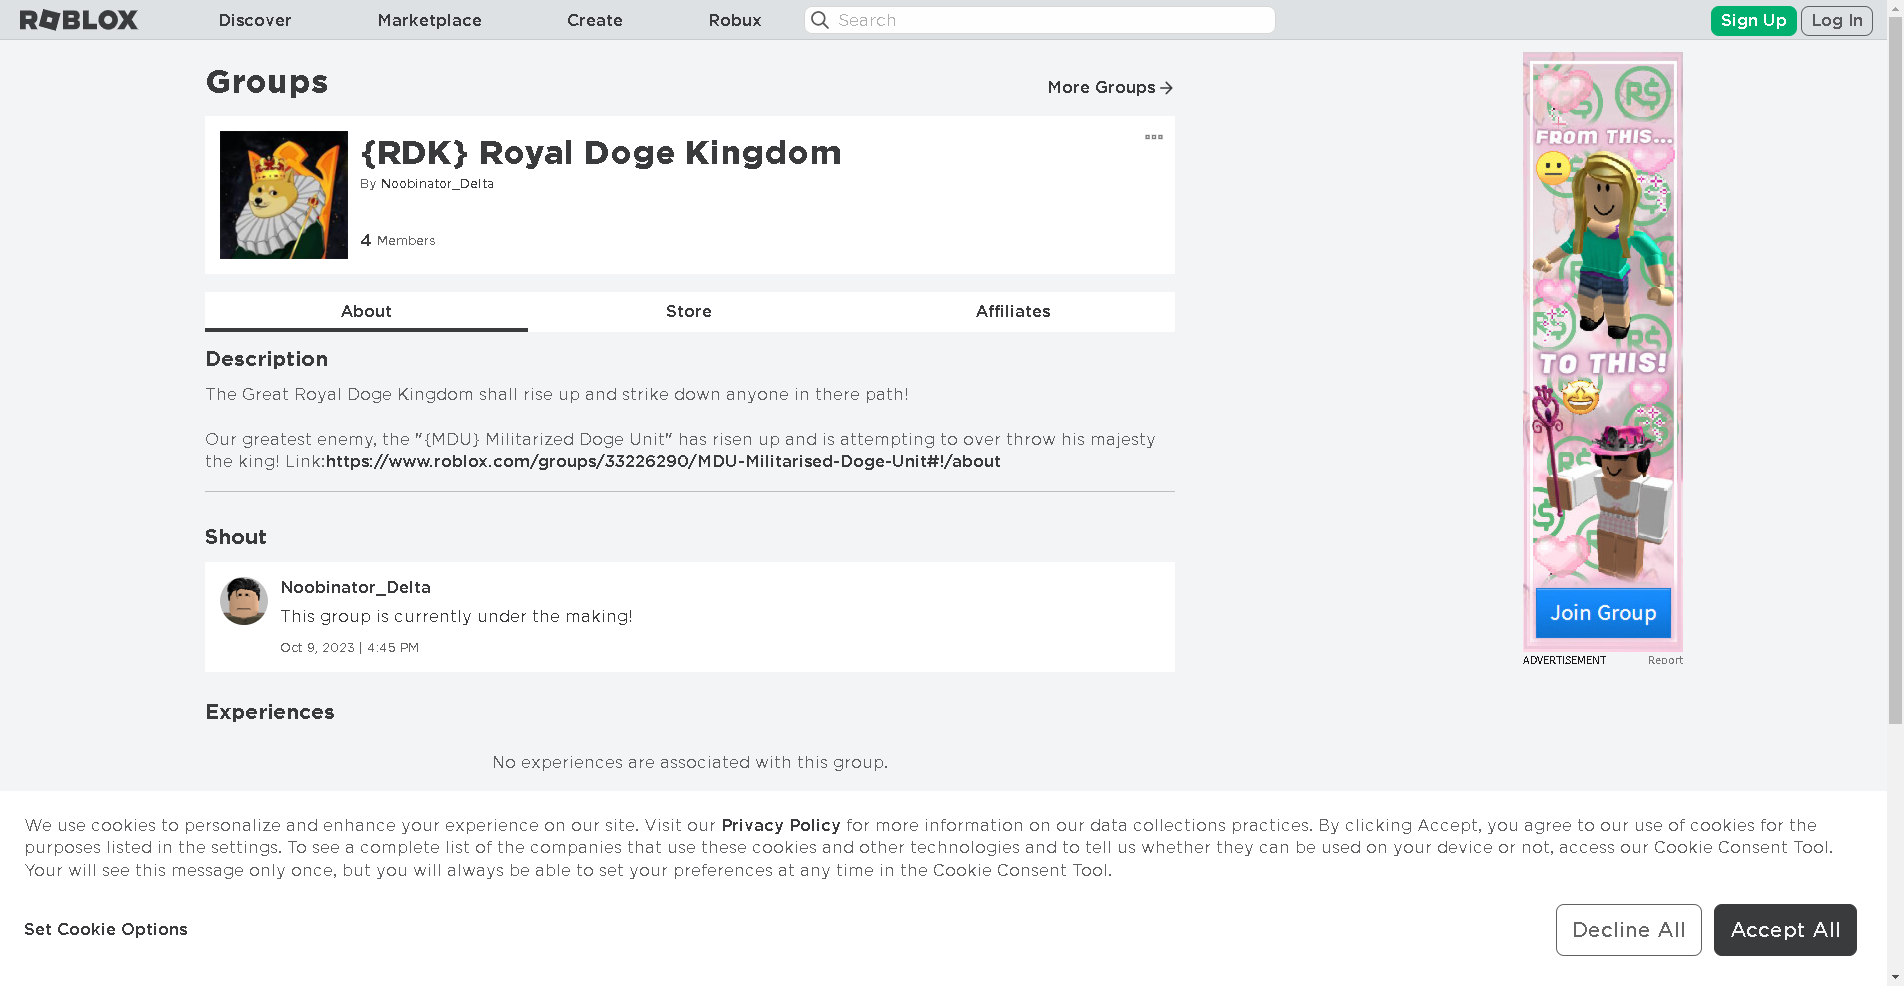 ROBLOX Discover Marketplace Create Robux Search Sign Up Log In
Groups
More Groups
{RDK} Royal Doge Kingdom
By Noobinator_Delta
4 Members
About Store Affiliates
Description
The Great Royal Doge Kingdom shall rise up and strike down anyone in there path!
Our greatest enemy, the "{MDU} Militarized Doge Unit" has risen up and is attempting to over throw his majesty
the king! Link:https://www.roblox.com/groups/33226290/MDU-Militarised-Doge-Unit#!/about
Shout
Noobinator_Delta
This group is currently under the making!
Oct 9, 2023 | 4:45 PM
Experiences
No experiences are associated with this group.
R$
R$
FROM THIS...
R$
R$
TO THIS!
Join Group
ADVERTISEMENT Report
We use cookies to personalize and enhance your experience on our site. Visit our Privacy Policy for more information on our data collections practices. By clicking Accept, you agree to our use of cookies for the
purposes listed in the settings. To see a complete list of the companies that use these cookies and other technologies and to tell us whether they can be used on your device or not, access our Cookie Consent Tool.
Your will see this message only once, but you will always be able to set your preferences at any time in the Cookie Consent Tool.
Set Cookie Options
Decline All
Accept All